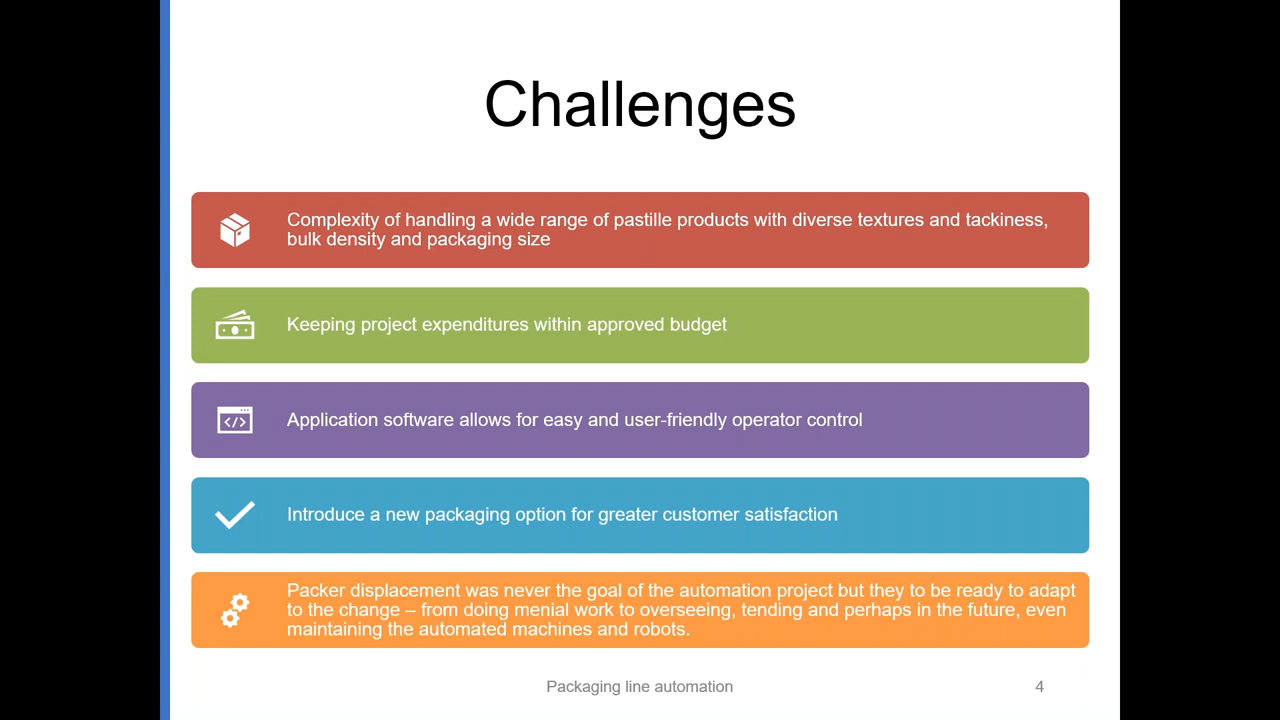 Challenges
Complexity of handling a wide range of pastille products with diverse textures and tackiness,
bulk density and packaging size
Keeping project expenditures within approved budget
Application software allows for easy and user-friendly operator control
Introduce a new packaging option for greater customer satisfaction
Packer displacement was never the goal of the automation project but they to be ready to adapt
to the change – from doing menial work to overseeing, tending and perhaps in the future, even
maintaining the automated machines and robots.
Packaging line automation
4